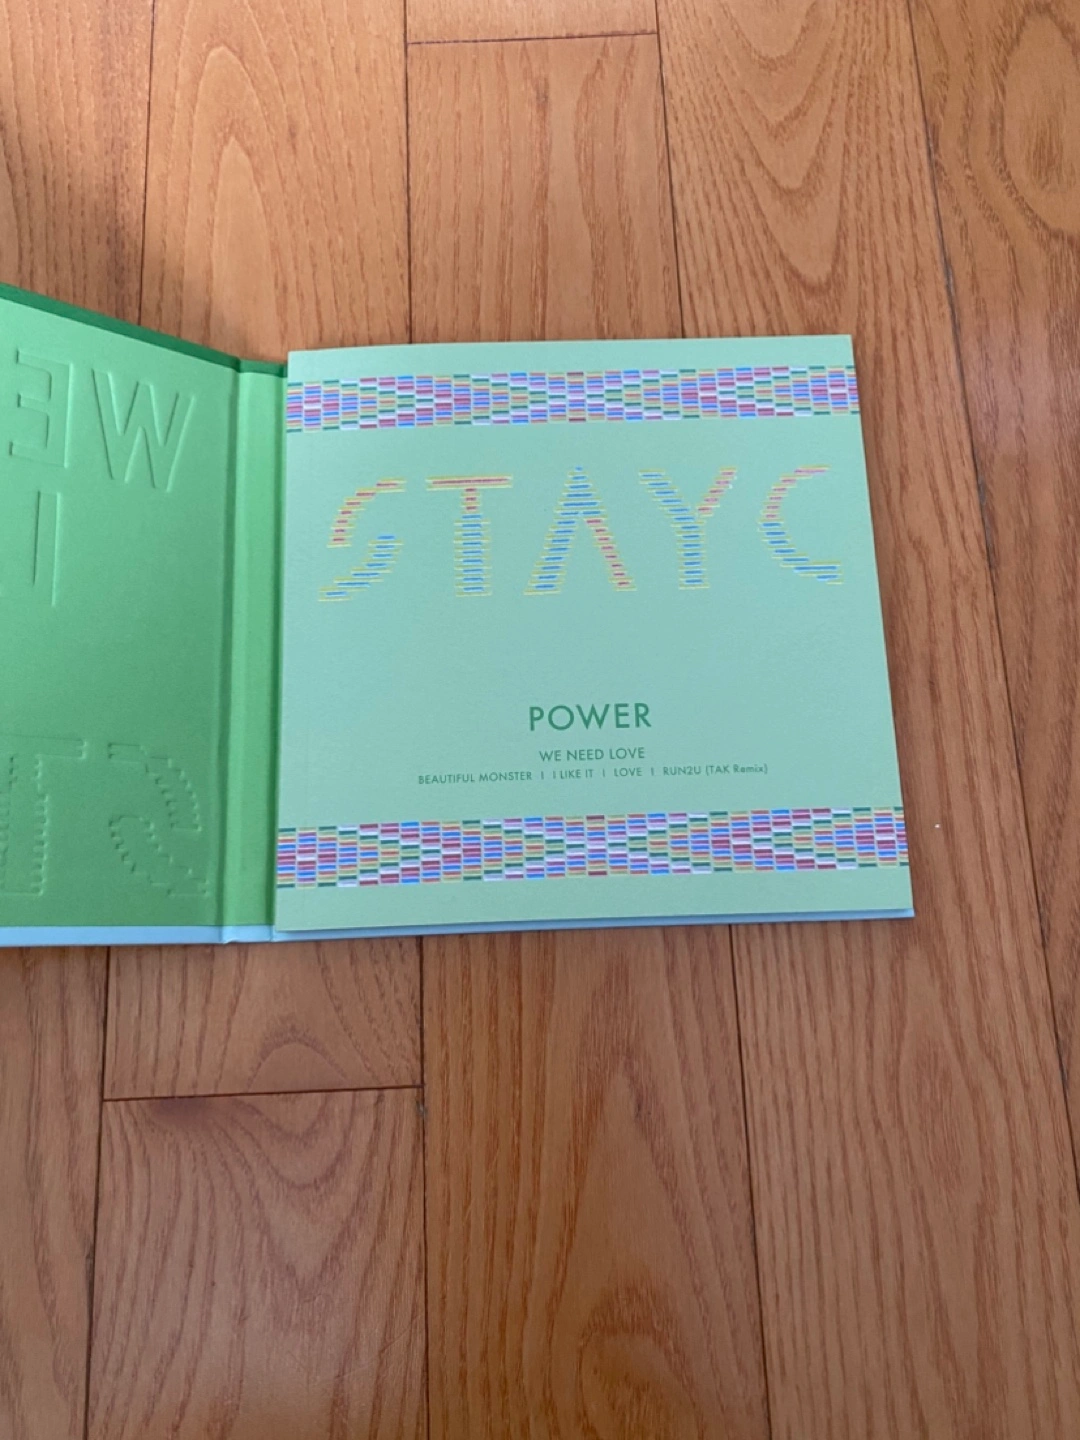 STAYC
POWER
WE NEED LOVE
BEAUTIFUL MONSTER I I LIKE IT I LOVE I RUN2U (TAK Remix)